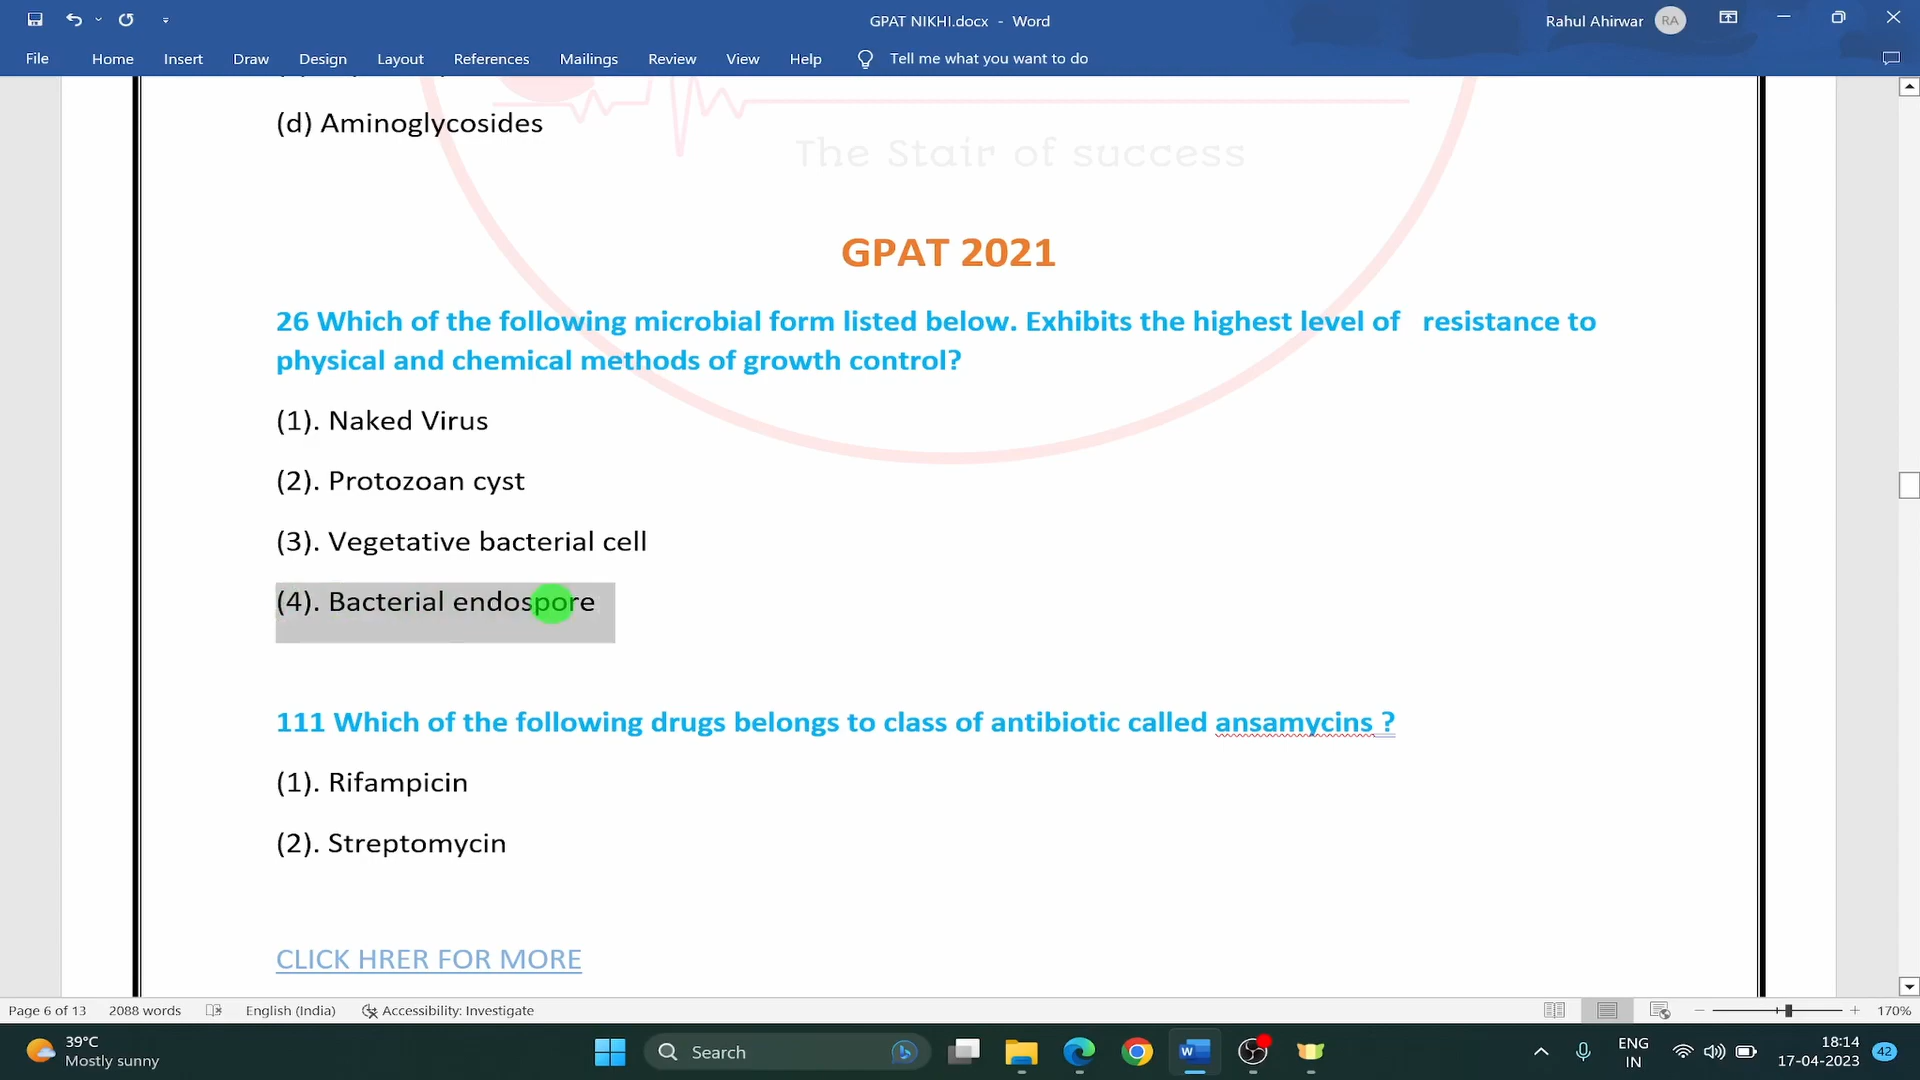 GPAT NIKHI.docx - Word
Rahul Ahirwar RA
File Home Insert Draw Design Layout References Mailings Review View Help Tell me what you want to do
(d) Aminoglycosides
The Stair of success
GPAT 2021
26 Which of the following microbial form listed below. Exhibits the highest level of resistance to
physical and chemical methods of growth control?
(1). Naked Virus
(2). Protozoan cyst
(3). Vegetative bacterial cell
(4). Bacterial endospore
111 Which of the following drugs belongs to class of antibiotic called ansamycins ?
(1). Rifampicin
(2). Streptomycin
CLICK HRER FOR MORE
Page 6 of 13 2088 words English (India) Accessibility: Investigate 170%
39°C
Mostly sunny
Search
ENG
IN
18:14
17-04-2023
42